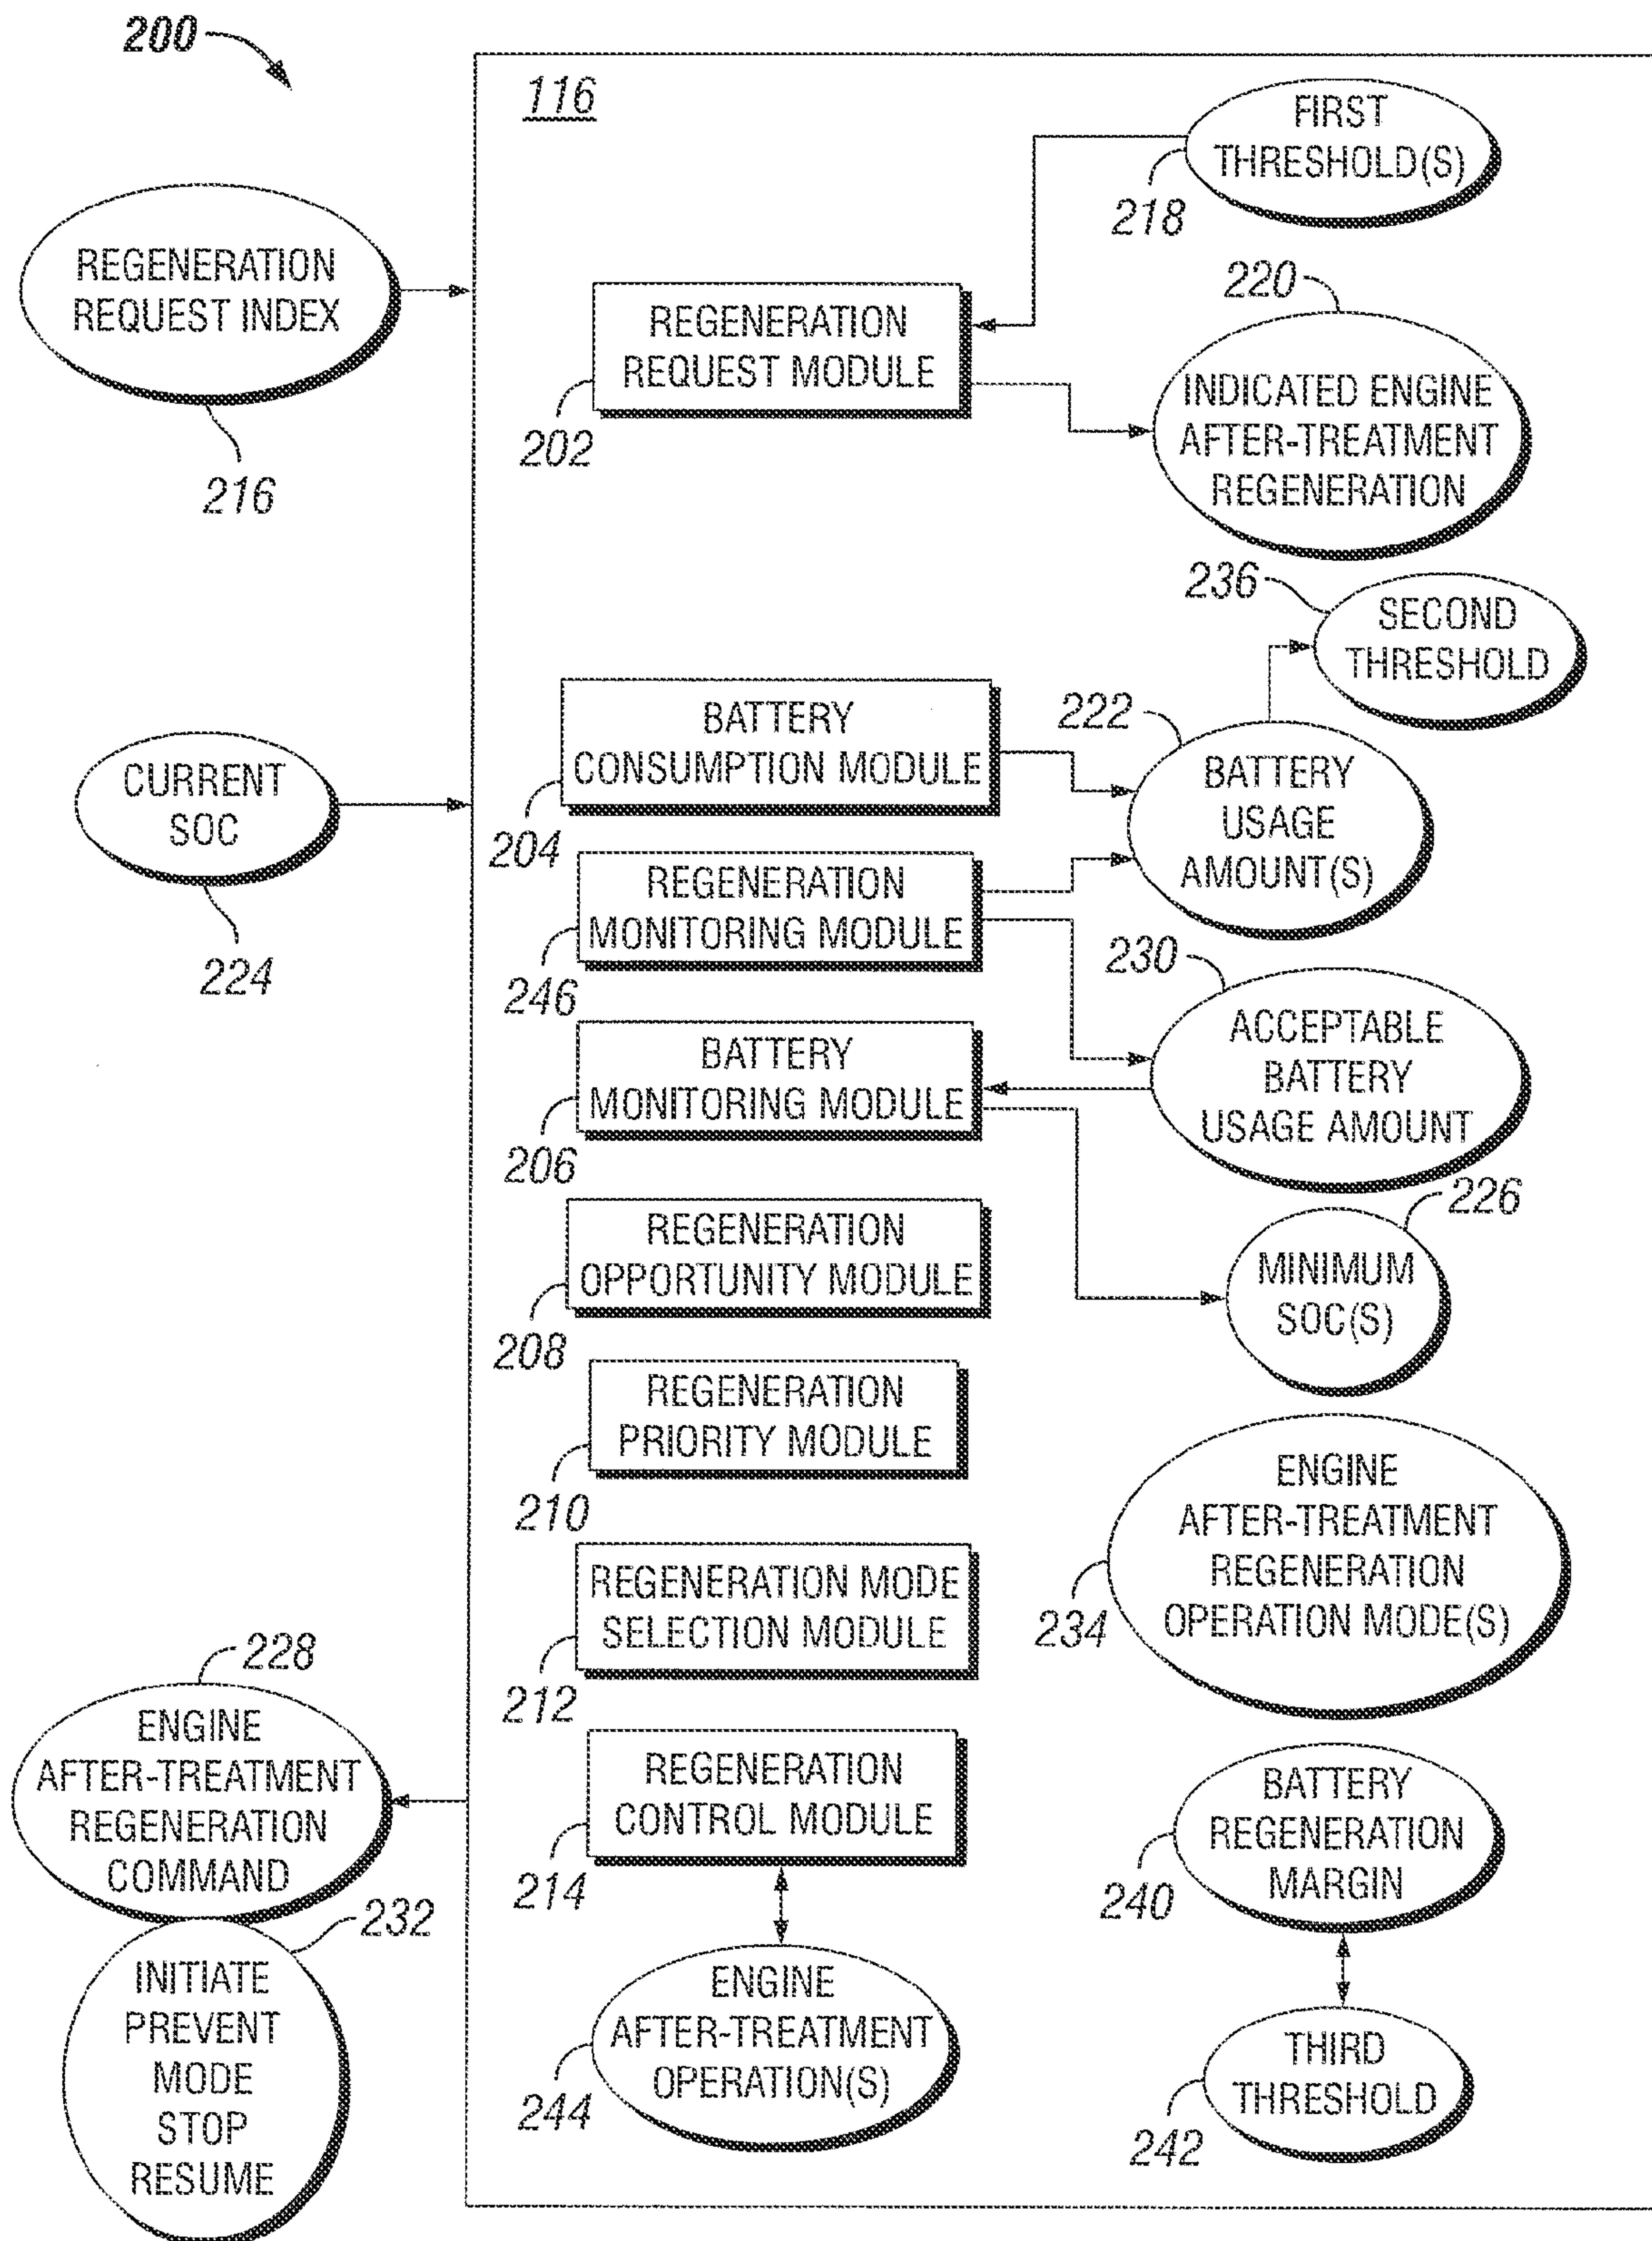 200
116
FIRST
THRESHOLD(S)
218
REGENERATION
REQUEST INDEX
216
REGENERATION
REQUEST MODULE
202
220
INDICATED ENGINE
AFTER-TREATMENT
REGENERATION
236
SECOND
THRESHOLD
CURRENT
SOC
224
BATTERY
CONSUMPTION MODULE
204
222
BATTERY
USAGE
AMOUNT(S)
REGENERATION
MONITORING MODULE
246
230
ACCEPTABLE
BATTERY
USAGE AMOUNT
BATTERY
MONITORING MODULE
206
226
MINIMUM
SOC(S)
REGENERATION
OPPORTUNITY MODULE
208
REGENERATION
PRIORITY MODULE
210
ENGINE
AFTER-TREATMENT
REGENERATION
OPERATION MODE(S)
234
REGENERATION MODE
SELECTION MODULE
212
228
ENGINE
AFTER-TREATMENT
REGENERATION
COMMAND
232
INITIATE
PREVENT
MODE
STOP
RESUME
REGENERATION
CONTROL MODULE
214
BATTERY
REGENERATION
MARGIN
240
ENGINE
AFTER-TREATMENT
OPERATION(S)
244
THIRD
THRESHOLD
242